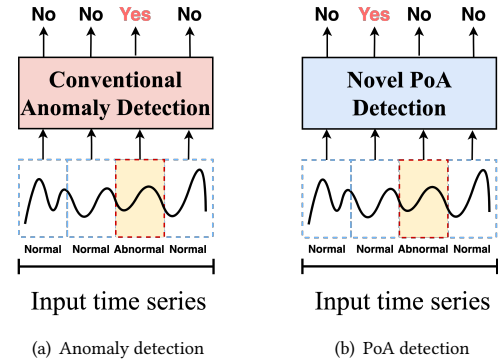 No No Yes No
Conventional
Anomaly Detection
Normal Normal Abnormal Normal
Input time series
(a) Anomaly detection
No Yes No No
Novel PoA
Detection
Normal Normal Abnormal Normal
Input time series
(b) PoA detection